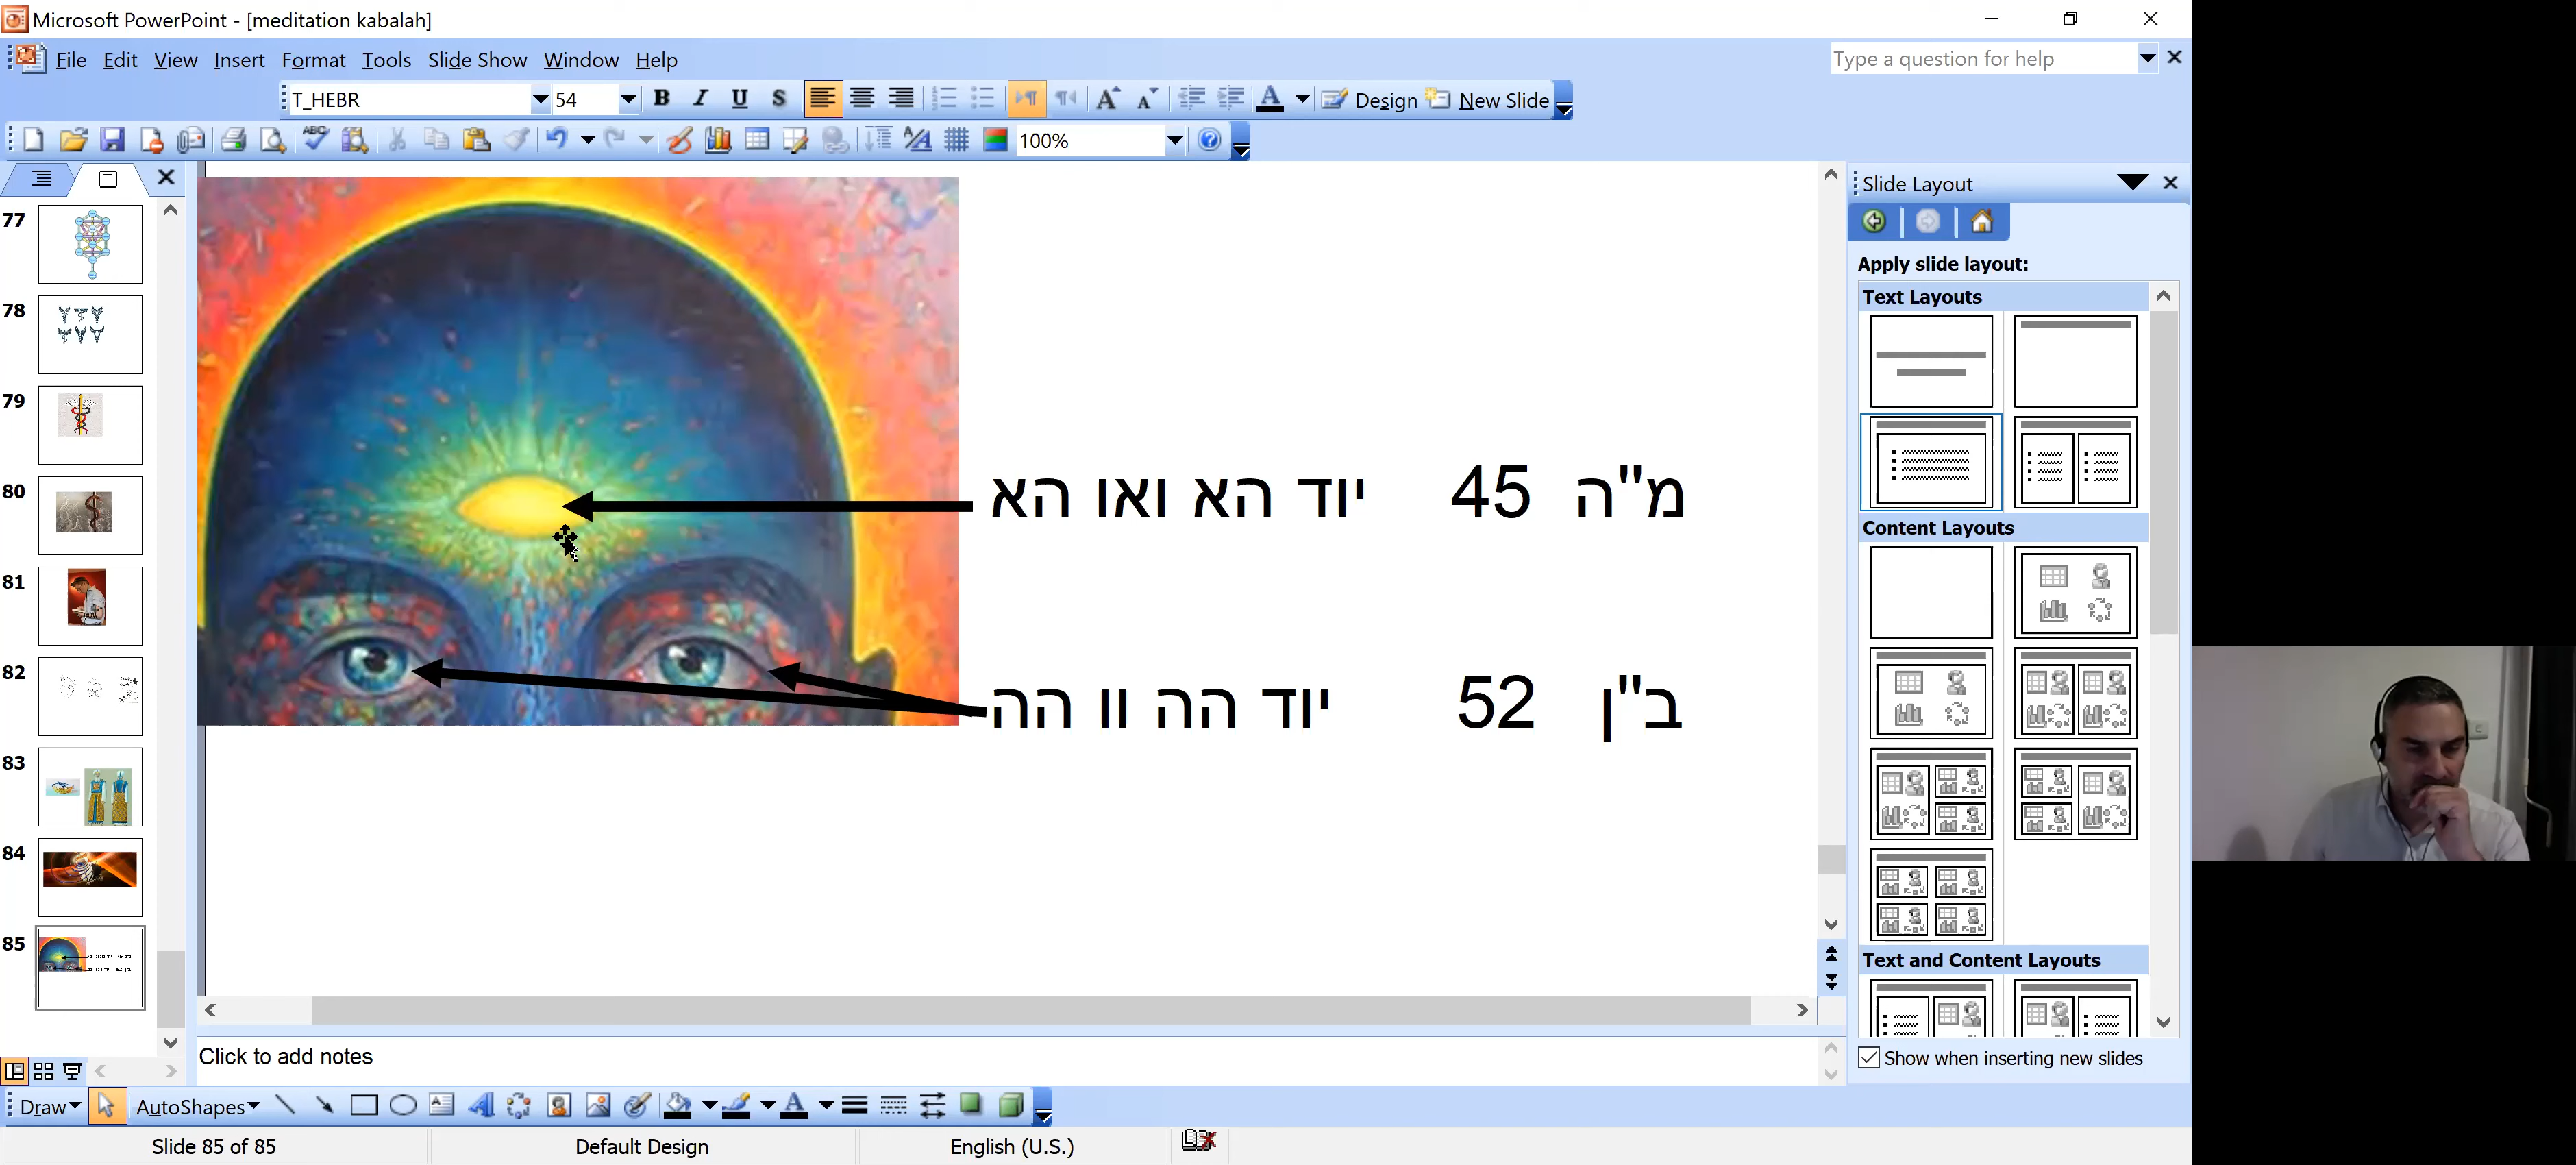 Microsoft PowerPoint - [meditation kabalah]
File Edit View Insert Format Tools Slide Show Window Help
Type a question for help
T_HEBR 54 B I U S A A A Design New Slide
100%
Slide Layout
Apply slide layout:
Text Layouts
Content Layouts
Text and Content Layouts
Show when inserting new slides
77
78
79
80
81
82
83
84
85
מ"ה 45 יוד הא ואו הא
ב"ן 52 יוד הה וו הה
Click to add notes
Draw AutoShapes
Slide 85 of 85 Default Design English (U.S.)